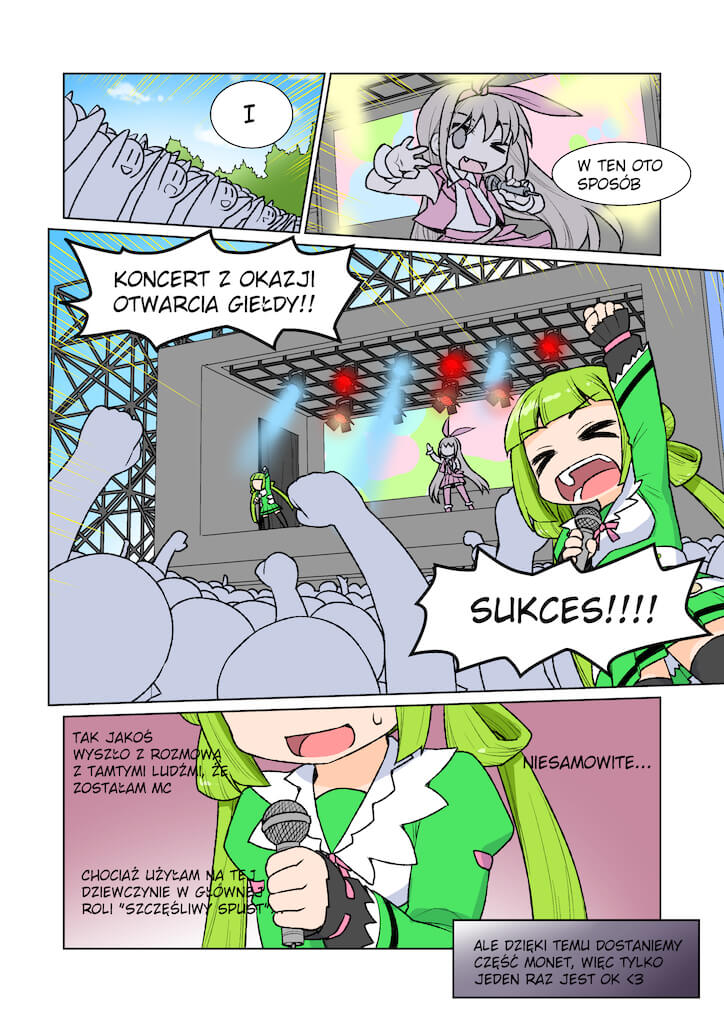 I
W TEN OTO
SPOSÓB
KONCERT Z OKAZJI
OTWARCIA GIEŁDY!!
SUKCES!!!!
TAK JAKOŚ
WYSZŁO Z ROZMOWĄ
Z TAMTYMI LUDŹMI, ŻE
ZOSTAŁAM MC
NIESAMOWITE...
CHOCIAŻ UŻYŁAM NA TEJ
DZIEWCZYNIE W GŁÓWNEJ
ROLI "SZCZĘŚLIWY SPUST"...
ALE DZIĘKI TEMU DOSTANIEMY
CZĘŚĆ MONET, WIĘC TYLKO
JEDEN RAZ JEST OK <3